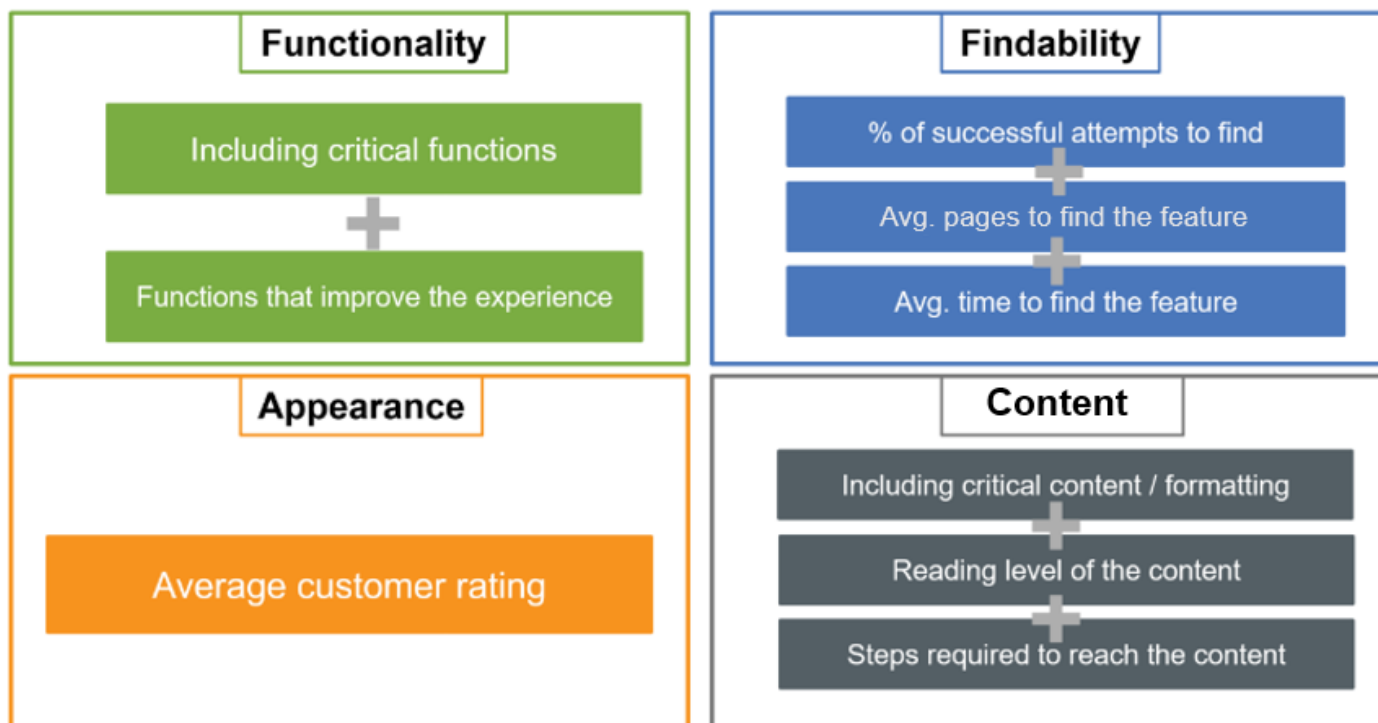 Functionality
Including critical functions
Functions that improve the experience
Findability
% of successful attempts to find
Avg. pages to find the feature
Avg. time to find the feature
Appearance
Average customer rating
Content
Including critical content / formatting
Reading level of the content
Steps required to reach the content